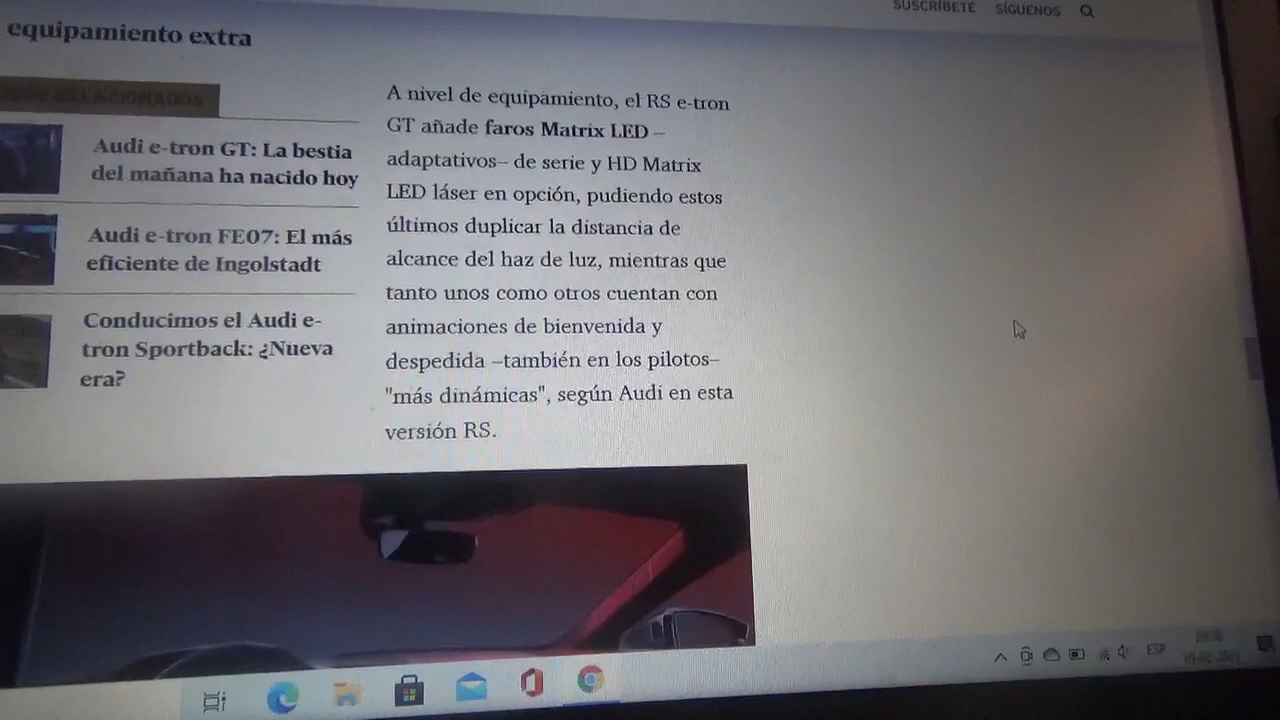 SUSCRÍBETE SÍGUENOS
equipamiento extra
Audi e-tron GT: La bestia
del mañana ha nacido hoy
Audi e-tron FE07: El más
eficiente de Ingolstadt
Conducimos el Audi e-
tron Sportback: ¿Nueva
era?
A nivel de equipamiento, el RS e-tron
GT añade faros Matrix LED –
adaptativos– de serie y HD Matrix
LED láser en opción, pudiendo estos
últimos duplicar la distancia de
alcance del haz de luz, mientras que
tanto unos como otros cuentan con
animaciones de bienvenida y
despedida –también en los pilotos–
"más dinámicas", según Audi en esta
versión RS.
ESP